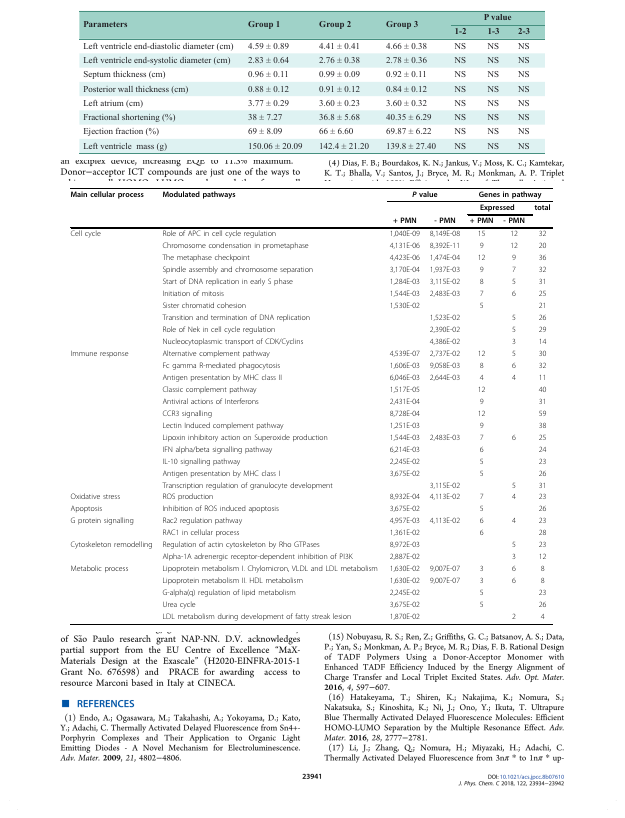 Parameters Group 1 Group 2 Group 3 P value
1-2 1-3 2-3
Left ventricle end-diastolic diameter (cm) 4.59 ± 0.89 4.41 ± 0.41 4.66 ± 0.38 NS NS NS
Left ventricle end-systolic diameter (cm) 2.83 ± 0.64 2.76 ± 0.38 2.78 ± 0.36 NS NS NS
Septum thickness (cm) 0.96 ± 0.11 0.99 ± 0.09 0.92 ± 0.11 NS NS NS
Posterior wall thickness (cm) 0.88 ± 0.12 0.91 ± 0.12 0.84 ± 0.12 NS NS NS
Left atrium (cm) 3.77 ± 0.29 3.60 ± 0.23 3.60 ± 0.32 NS NS NS
Fractional shortening (%) 38 ± 7.27 36.8 ± 5.68 40.35 ± 6.29 NS NS NS
Ejection fraction (%) 69 ± 8.09 66 ± 6.60 69.87 ± 6.22 NS NS NS
Left ventricle mass (g) 150.06 ± 20.09 142.4 ± 21.20 139.8 ± 27.40 NS NS NS
an exciplex device, increasing EQE to 11.3% maximum.
Donor−acceptor ICT compounds are just one of the ways to
(4) Dias, F. B.; Bourdakos, K. N.; Jankus, V.; Moss, K. C.; Kamtekar,
K. T.; Bhalla, V.; Santos, J.; Bryce, M. R.; Monkman, A. P. Triplet
Main cellular process Modulated pathways P value Genes in pathway
Expressed total
+ PMN - PMN + PMN - PMN
Cell cycle Role of APC in cell cycle regulation 1,040E-09 8,149E-08 15 12 32
Chromosome condensation in prometaphase 4,131E-06 8,392E-11 9 12 20
The metaphase checkpoint 4,423E-06 1,474E-04 12 9 36
Spindle assembly and chromosome separation 3,170E-04 1,937E-03 9 7 32
Start of DNA replication in early S phase 1,284E-03 3,115E-02 8 5 31
Initiation of mitosis 1,544E-03 2,483E-03 7 6 25
Sister chromatid cohesion 1,530E-02 5 21
Transition and termination of DNA replication 1,523E-02 5 26
Role of Nek in cell cycle regulation 2,390E-02 5 29
Nucleocytoplasmic transport of CDK/Cyclins 4,386E-02 3 14
Immune response Alternative complement pathway 4,539E-07 2,737E-02 12 5 30
Fc gamma R-mediated phagocytosis 1,606E-03 9,058E-03 8 6 32
Antigen presentation by MHC class II 6,046E-03 2,644E-03 4 4 11
Classic complement pathway 1,517E-05 12 40
Antiviral actions of Interferons 2,431E-04 9 31
CCR3 signalling 8,728E-04 12 59
Lectin Induced complement pathway 1,251E-03 9 38
Lipoxin inhibitory action on Superoxide production 1,544E-03 2,483E-03 7 6 25
IFN alpha/beta signalling pathway 6,214E-03 6 24
IL-10 signalling pathway 2,245E-02 5 23
Antigen presentation by MHC class I 3,675E-02 5 26
Transcription regulation of granulocyte development 3,115E-02 5 31
Oxidative stress ROS production 8,932E-04 4,113E-02 7 4 23
Apoptosis Inhibition of ROS induced apoptosis 3,675E-02 5 26
G protein signalling Rac2 regulation pathway 4,957E-03 4,113E-02 6 4 23
RAC1 in cellular process 1,361E-02 6 28
Cytoskeleton remodelling Regulation of actin cytoskeleton by Rho GTPases 8,972E-03 5 23
Alpha-1A adrenergic receptor-dependent inhibition of PI3K 2,887E-02 3 12
Metabolic process Lipoprotein metabolism I. Chylomicron, VLDL and LDL metabolism 1,630E-02 9,007E-07 3 6 8
Lipoprotein metabolism II. HDL metabolism 1,630E-02 9,007E-07 3 6 8
G-alpha(q) regulation of lipid metabolism 2,245E-02 5 23
Urea cycle 3,675E-02 5 26
LDL metabolism during development of fatty streak lesion 1,870E-02 2 4
of São Paulo research grant NAP-NN. D.V. acknowledges
partial support from the EU Centre of Excellence “MaX-
Materials Design at the Exascale” (H2020-EINFRA-2015-1
Grant No. 676598) and PRACE for awarding access to
resource Marconi based in Italy at CINECA.
■ REFERENCES
(1) Endo, A.; Ogasawara, M.; Takahashi, A.; Yokoyama, D.; Kato,
Y.; Adachi, C. Thermally Activated Delayed Fluorescence from Sn4+-
Porphyrin Complexes and Their Application to Organic Light
Emitting Diodes - A Novel Mechanism for Electroluminescence.
Adv. Mater. 2009, 21, 4802−4806.
(15) Nobuyasu, R. S.; Ren, Z.; Griffiths, G. C.; Batsanov, A. S.; Data,
P.; Yan, S.; Monkman, A. P.; Bryce, M. R.; Dias, F. B. Rational Design
of TADF Polymers Using a Donor-Acceptor Monomer with
Enhanced TADF Efficiency Induced by the Energy Alignment of
Charge Transfer and Local Triplet Excited States. Adv. Opt. Mater.
2016, 4, 597−607.
(16) Hatakeyama, T.; Shiren, K.; Nakajima, K.; Nomura, S.;
Nakatsuka, S.; Kinoshita, K.; Ni, J.; Ono, Y.; Ikuta, T. Ultrapure
Blue Thermally Activated Delayed Fluorescence Molecules: Efficient
HOMO-LUMO Separation by the Multiple Resonance Effect. Adv.
Mater. 2016, 28, 2777−2781.
(17) Li, J.; Zhang, Q.; Nomura, H.; Miyazaki, H.; Adachi, C.
Thermally Activated Delayed Fluorescence from 3nπ * to 1nπ * up-
23941
DOI: 10.1021/acs.jpcc.8b07610
J. Phys. Chem. C 2018, 122, 23934−23942